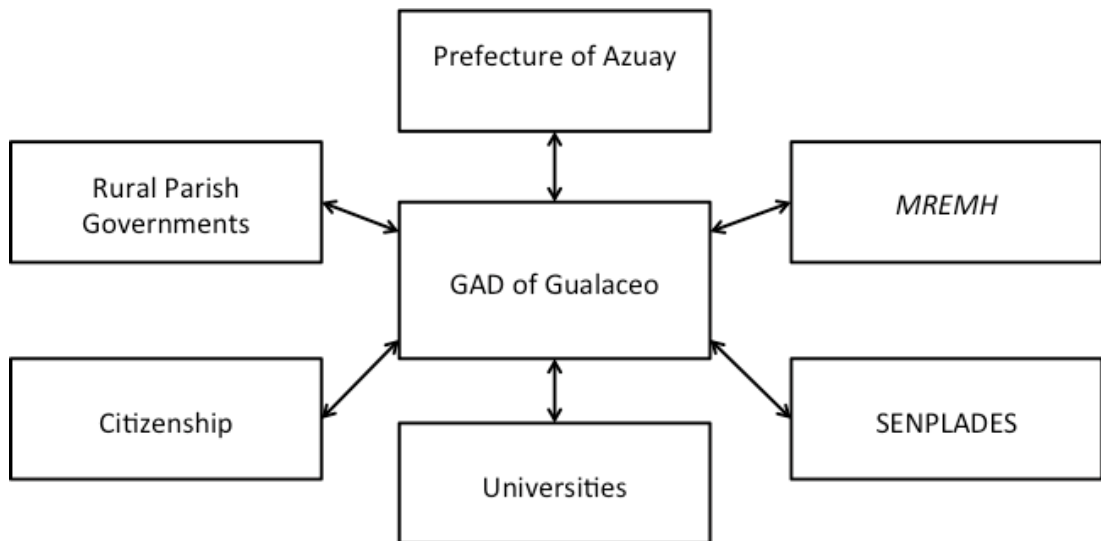 Prefecture of Azuay
Rural Parish
Governments
MREMH
GAD of Gualaceo
Citizenship
SENPLADES
Universities